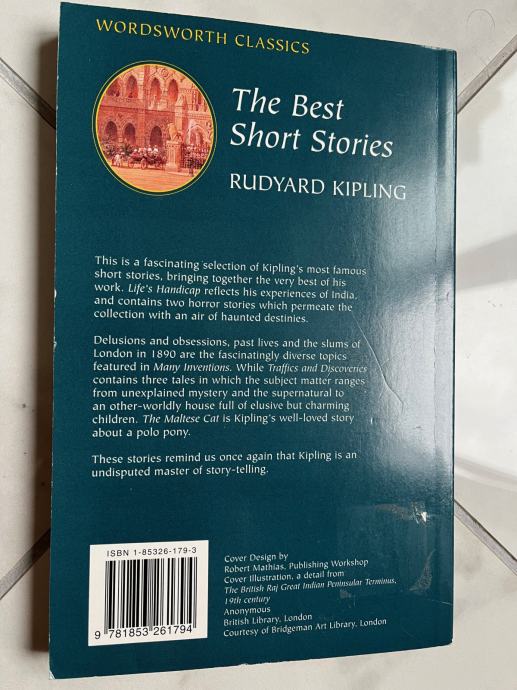 WORDSWORTH CLASSICS
The Best
Short Stories
RUDYARD KIPLING
This is a fascinating selection of Kipling's most famous
short stories, bringing together the very best of his
work. Life's Handicap reflects his experiences of India,
and contains two horror stories which permeate the
collection with an air of haunted destinies.
Delusions and obsessions, past lives and the slums of
London in 1890 are the fascinatingly diverse topics
featured in Many Inventions. While Traffics and Discoveries
contains three tales in which the subject matter ranges
from unexplained mystery and the supernatural to
an other-worldly house full of elusive but charming
children. The Maltese Cat is Kipling's well-loved story
about a polo pony.
These stories remind us once again that Kipling is an
undisputed master of story-telling.
ISBN 1-85326-179-3
9 781853 261794
Cover Design by
Robert Mathias, Publishing Workshop
Cover Illustration, a detail from
The British Raj Great Indian Peninsular Terminus,
19th century
Anonymous
British Library, London
Courtesy of Bridgeman Art Library, London